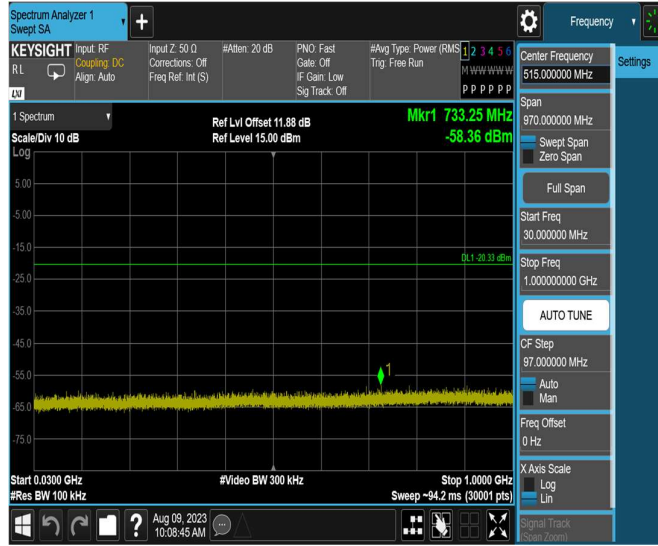 Spectrum Analyzer 1
Swept SA
+
Frequency
KEYSIGHT
RL
LXI
Input: RF
Coupling: DC
Align: Auto
Input Z: 50 Ω
Corrections: Off
Freq Ref: Int (S)
#Atten: 20 dB
PNO: Fast
Gate: Off
IF Gain: Low
Sig Track: Off
#Avg Type: Power (RMS
Trig: Free Run
1 2 3 4 5 6
M W W W W W
P P P P P P
1 Spectrum
Scale/Div 10 dB
Ref Lvl Offset 11.88 dB
Ref Level 15.00 dBm
Mkr1 733.25 MHz
-58.36 dBm
Log
5.00
-5.00
-15.0
DL1 -20.33 dBm
-25.0
-35.0
-45.0
1
-55.0
-65.0
-75.0
Start 0.0300 GHz
#Res BW 100 kHz
#Video BW 300 kHz
Stop 1.0000 GHz
Sweep ~94.2 ms (30001 pts)
?
Aug 09, 2023
10:08:45 AM
Center Frequency
515.000000 MHz
Settings
Span
970.000000 MHz
Swept Span
Zero Span
Full Span
Start Freq
30.000000 MHz
Stop Freq
1.000000000 GHz
AUTO TUNE
CF Step
97.000000 MHz
Auto
Man
Freq Offset
0 Hz
X Axis Scale
Log
Lin
Signal Track
(Span Zoom)